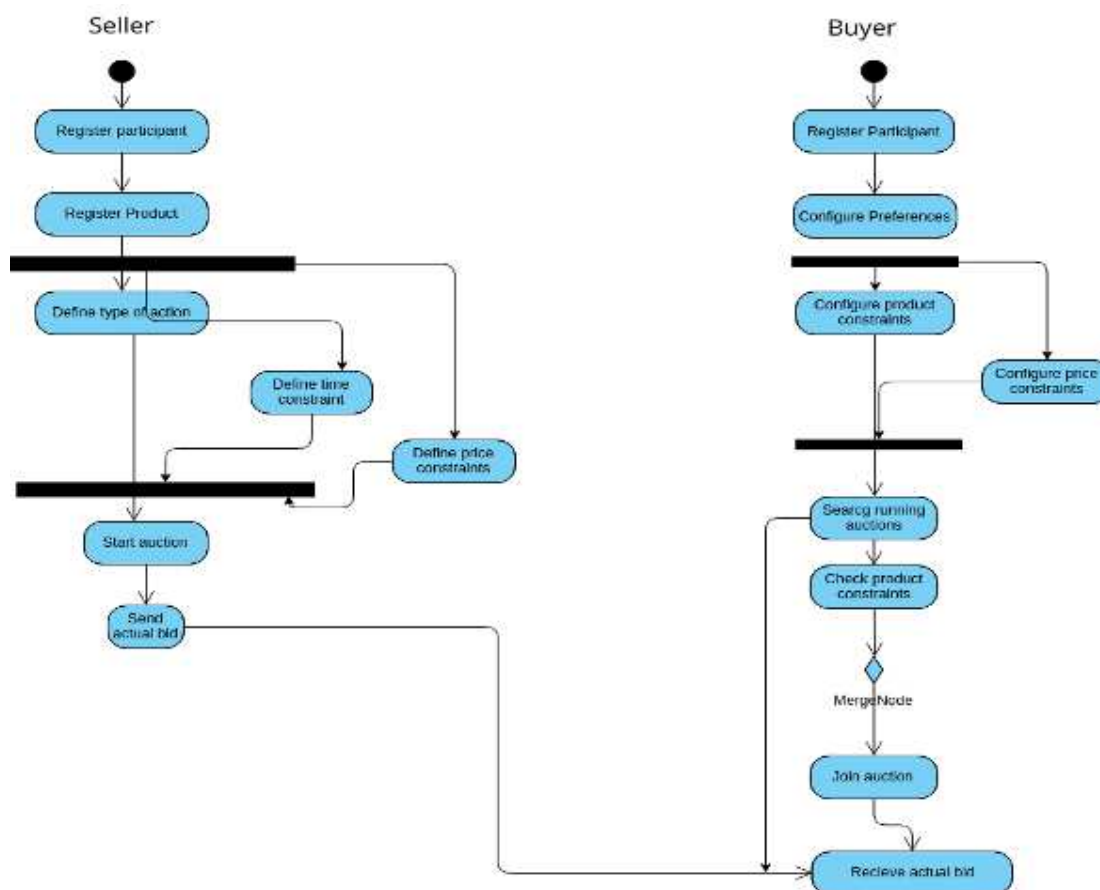 Seller
Register participant
Register Product
Define type of action
Define time
constraint
Define price
constraints
Start auction
Send
actual bid
Buyer
Register Participant
Configure Preferences
Configure product
constraints
Configure price
constraints
Searcg running
auctions
Check product
constraints
MergeNode
Join auction
Recieve actual bid